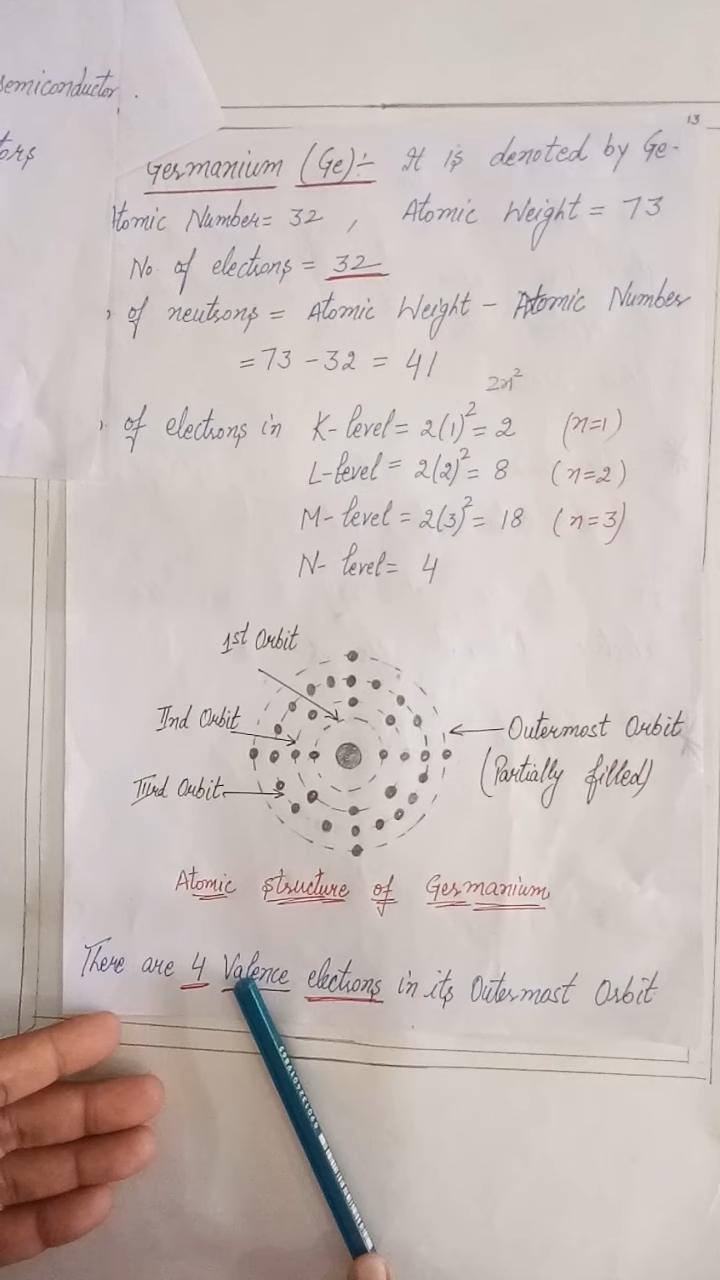 semiconductor.
tors
13
Germanium (Ge):- It is denoted by Ge-
Atomic Number= 32 , Atomic Weight = 73
No. of electrons = 32
of neutrons = Atomic Weight - Atomic Number
= 73 - 32 = 41
2n²
of electrons in K- level = 2(1)² = 2 (n=1)
L- level = 2(2)² = 8 (n=2)
M- level = 2(3)² = 18 (n=3)
N- level = 4
1st Orbit
IInd Orbit
Outermost Orbit
(Partially filled)
IIIrd Orbit
Atomic structure of Germanium
There are 4 Valence electrons in its Outermost Orbit